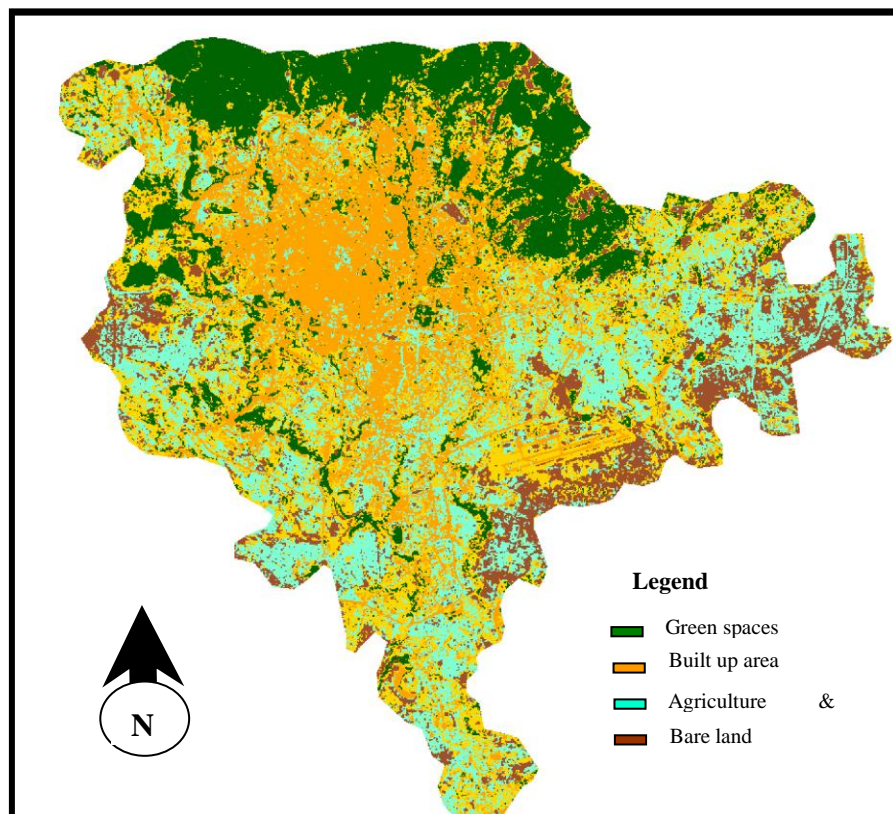 Legend
Green spaces
Built up area
Agriculture &
Bare land
N